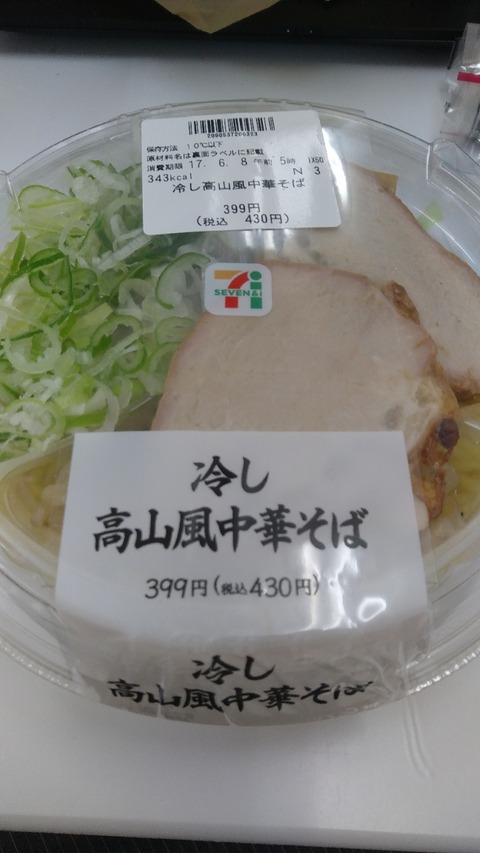 保存方法 10℃以下
原材料名は裏面ラベルに記載
消費期限 17. 6. 8 午前 5時 1X60
343kcal N 3
冷し高山風中華そば
399円
(税込 430円)
SEVEN&i
冷し
高山風中華そば
399円(税込430円)
冷し
高山風中華そば